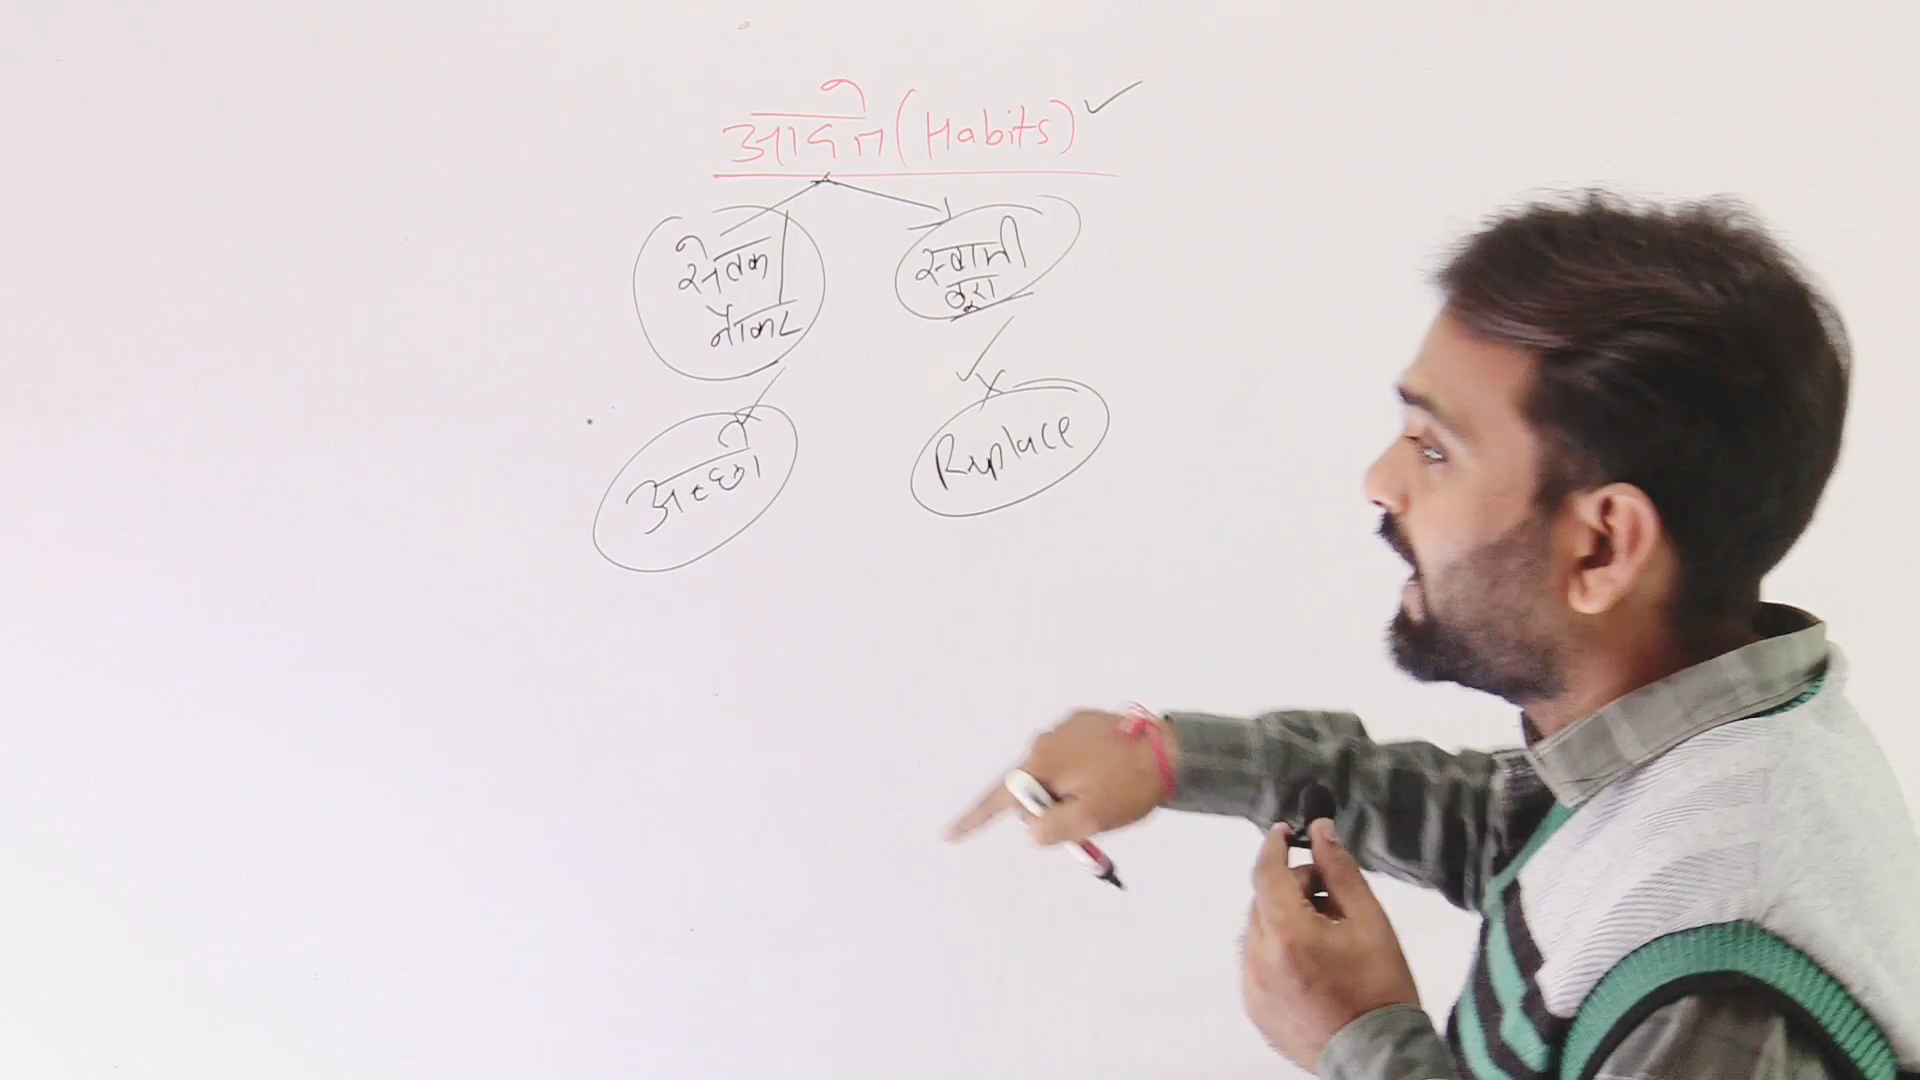 आदते (Habits)
सेवक/
नौकर
स्वामी
बुरा
अच्छा
Replace